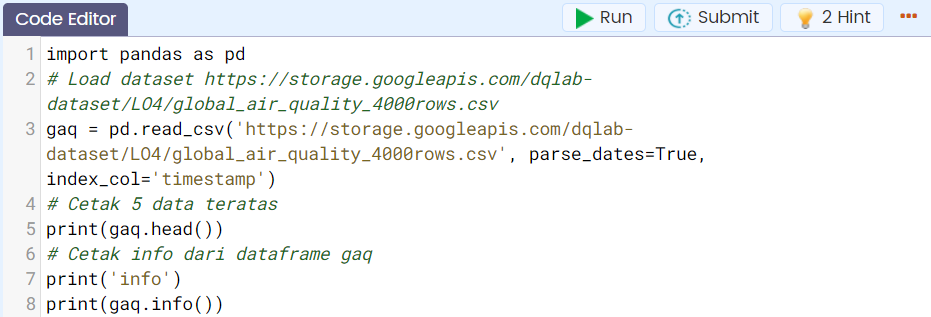 Code Editor
Run
Submit
2 Hint
1 import pandas as pd
2 # Load dataset https://storage.googleapis.com/dqlab-
dataset/LO4/global_air_quality_4000rows.csv
3 gaq = pd.read_csv('https://storage.googleapis.com/dqlab-
dataset/LO4/global_air_quality_4000rows.csv', parse_dates=True,
index_col='timestamp')
4 # Cetak 5 data teratas
5 print(gaq.head())
6 # Cetak info dari dataframe gaq
7 print('info')
8 print(gaq.info())